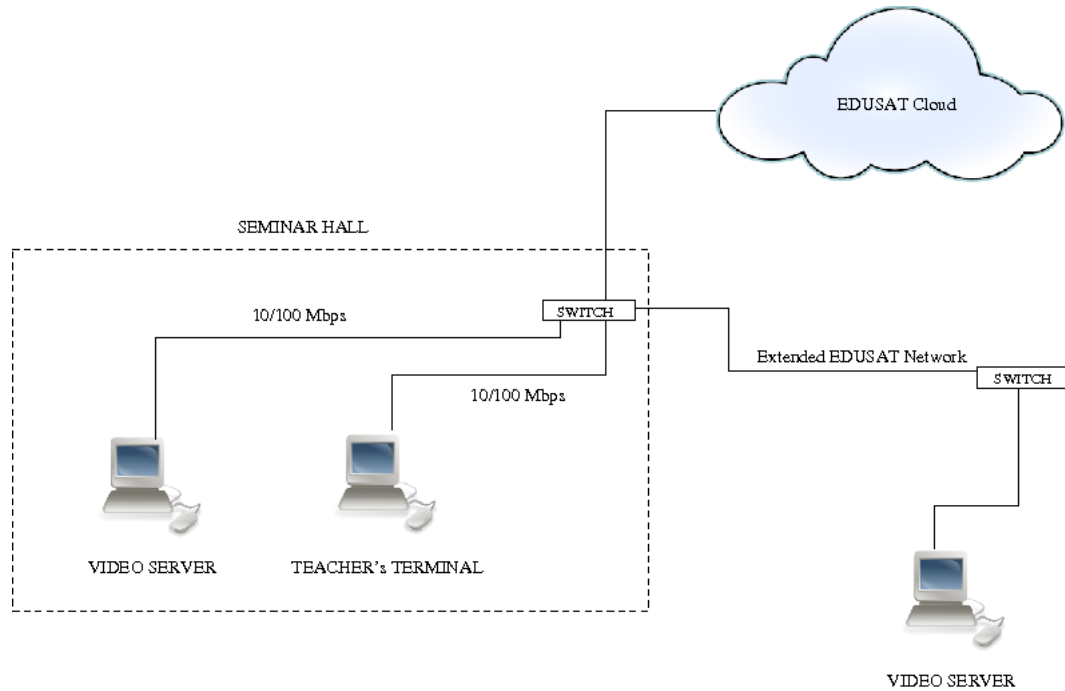 EDUSAT Cloud
SEMINAR HALL
SWITCH
10/100 Mbps
Extended EDUSAT Network
SWITCH
10/100 Mbps
VIDEO SERVER
TEACHER's TERMINAL
VIDEO SERVER